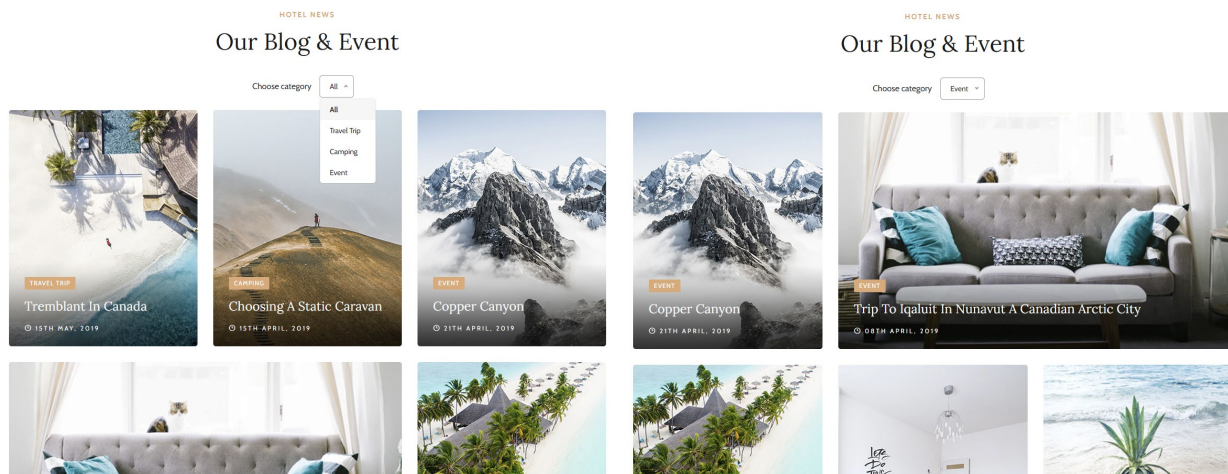 HOTEL NEWS
Our Blog & Event
Choose category All
All
Travel Trip
Camping
Event
TRAVEL TRIP
Tremblant In Canada
15TH MAY, 2019
CAMPING
Choosing A Static Caravan
15TH APRIL, 2019
EVENT
Copper Canyon
21TH APRIL, 2019
HOTEL NEWS
Our Blog & Event
Choose category Event
EVENT
Copper Canyon
21TH APRIL, 2019
EVENT
Trip To Iqaluit In Nunavut A Canadian Arctic City
08TH APRIL, 2019